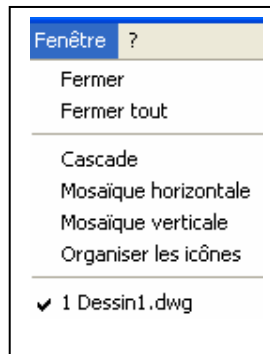 Fenêtre ?
Fermer
Fermer tout
Cascade
Mosaïque horizontale
Mosaïque verticale
Organiser les icônes
✔ 1 Dessin1.dwg